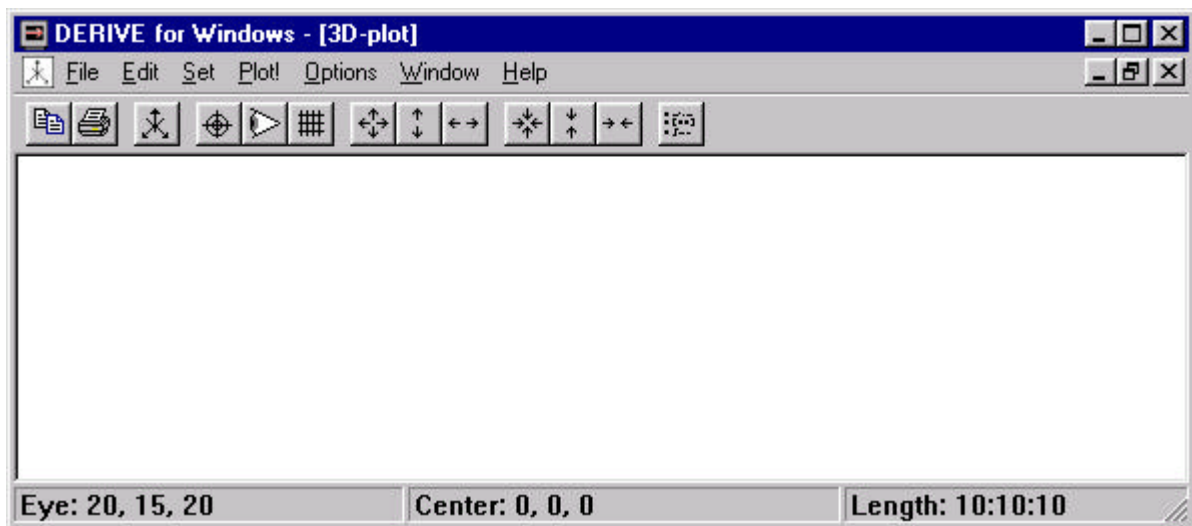 DERIVE for Windows - [3D-plot]
File Edit Set Plot! Options Window Help
Eye: 20, 15, 20 Center: 0, 0, 0 Length: 10:10:10